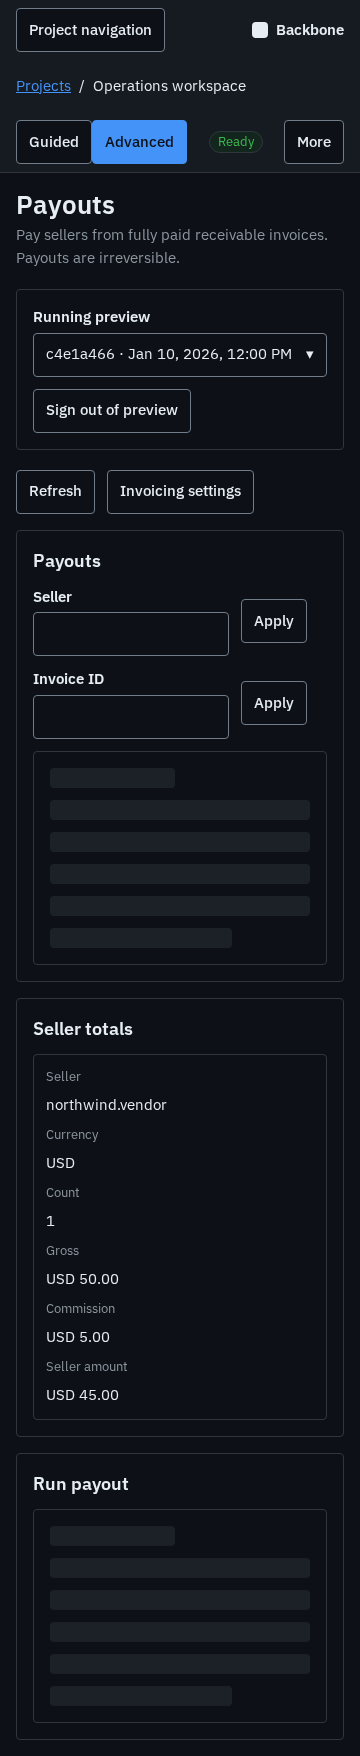 Project navigation
Backbone
Projects / Operations workspace
Guided
Advanced
Ready
More
Payouts
Pay sellers from fully paid receivable invoices.
Payouts are irreversible.
Running preview
c4e1a466 · Jan 10, 2026, 12:00 PM ▾
Sign out of preview
Refresh
Invoicing settings
Payouts
Seller
Apply
Invoice ID
Apply
Seller totals
Seller
northwind.vendor
Currency
USD
Count
1
Gross
USD 50.00
Commission
USD 5.00
Seller amount
USD 45.00
Run payout